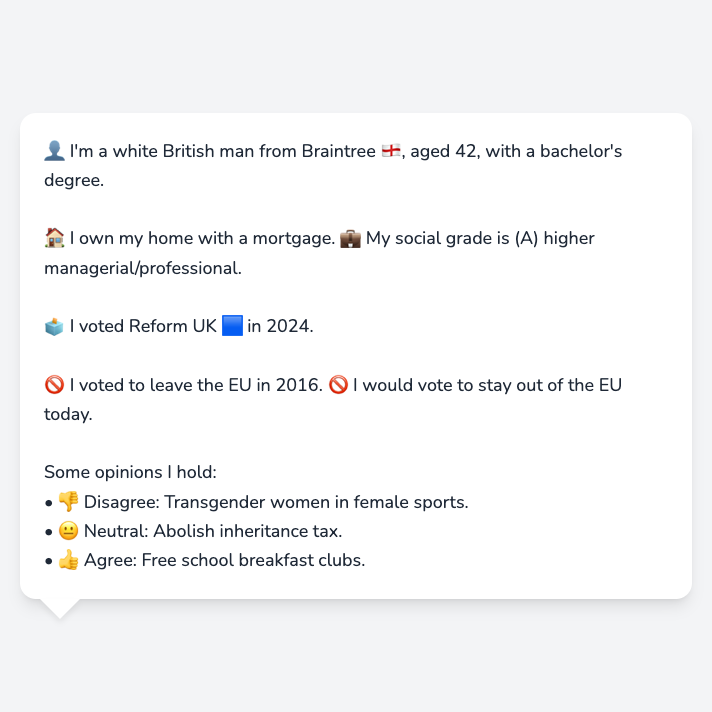 👤 I'm a white British man from Braintree 🏴󠁧󠁢󠁥󠁮󠁧󠁿, aged 42, with a bachelor's
degree.
🏠 I own my home with a mortgage. 💼 My social grade is (A) higher
managerial/professional.
🗳️ I voted Reform UK 🟦 in 2024.
🚫 I voted to leave the EU in 2016. 🚫 I would vote to stay out of the EU
today.
Some opinions I hold:
• 👎 Disagree: Transgender women in female sports.
• 😐 Neutral: Abolish inheritance tax.
• 👍 Agree: Free school breakfast clubs.